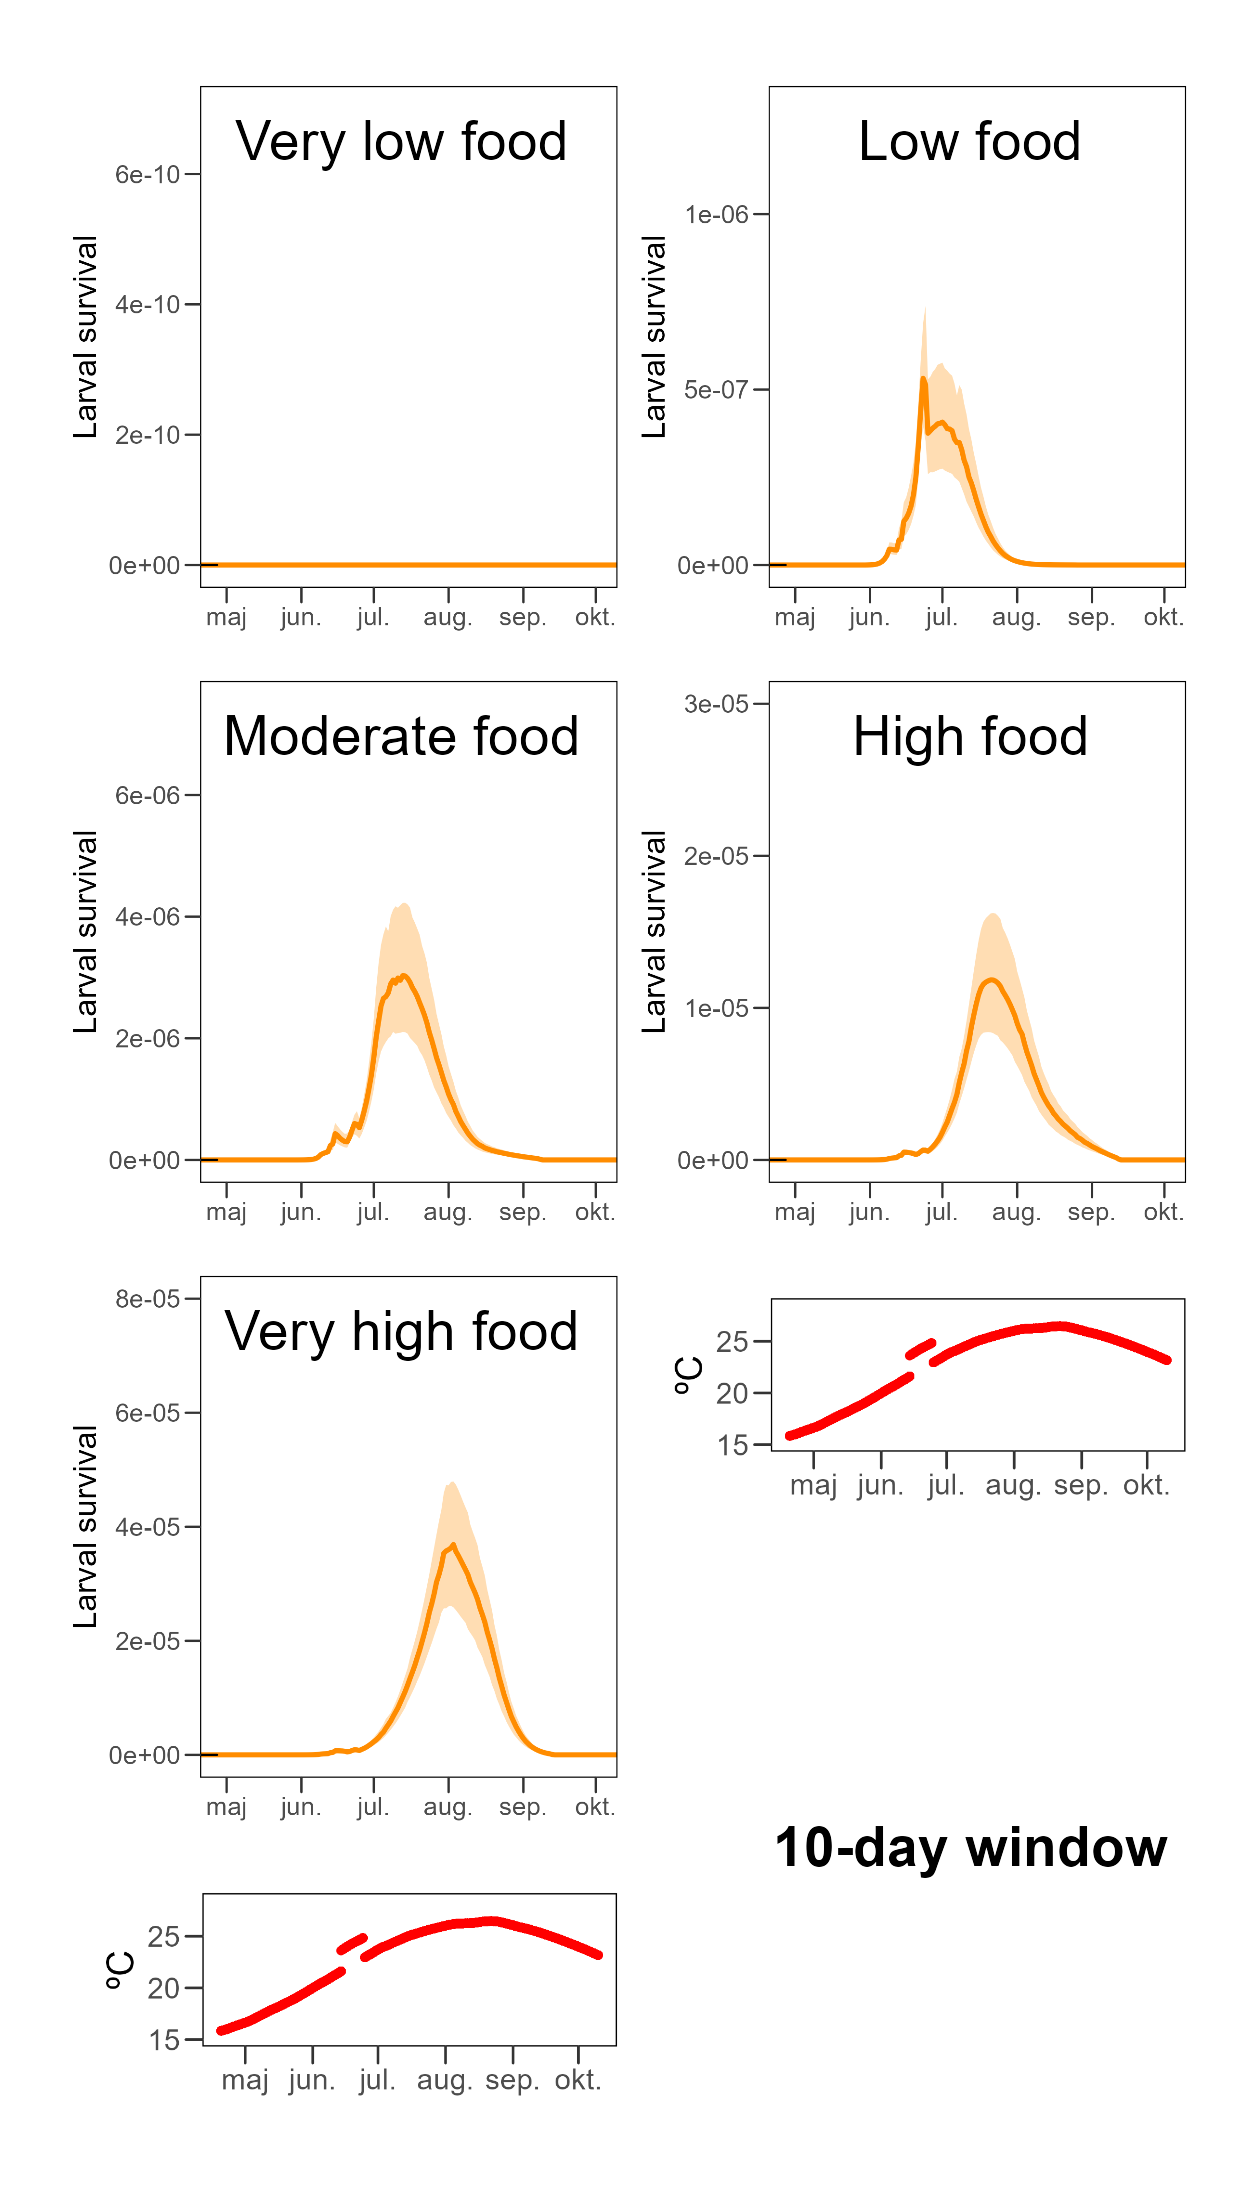 Very low food
Larval survival
6e-10
4e-10
2e-10
0e+00
maj jun. jul. aug. sep. okt.
Low food
Larval survival
1e-06
5e-07
0e+00
maj jun. jul. aug. sep. okt.
Moderate food
Larval survival
6e-06
4e-06
2e-06
0e+00
maj jun. jul. aug. sep. okt.
High food
Larval survival
3e-05
2e-05
1e-05
0e+00
maj jun. jul. aug. sep. okt.
Very high food
Larval survival
8e-05
6e-05
4e-05
2e-05
0e+00
maj jun. jul. aug. sep. okt.
ºC
25
20
15
maj jun. jul. aug. sep. okt.
10-day window
ºC
25
20
15
maj jun. jul. aug. sep. okt.